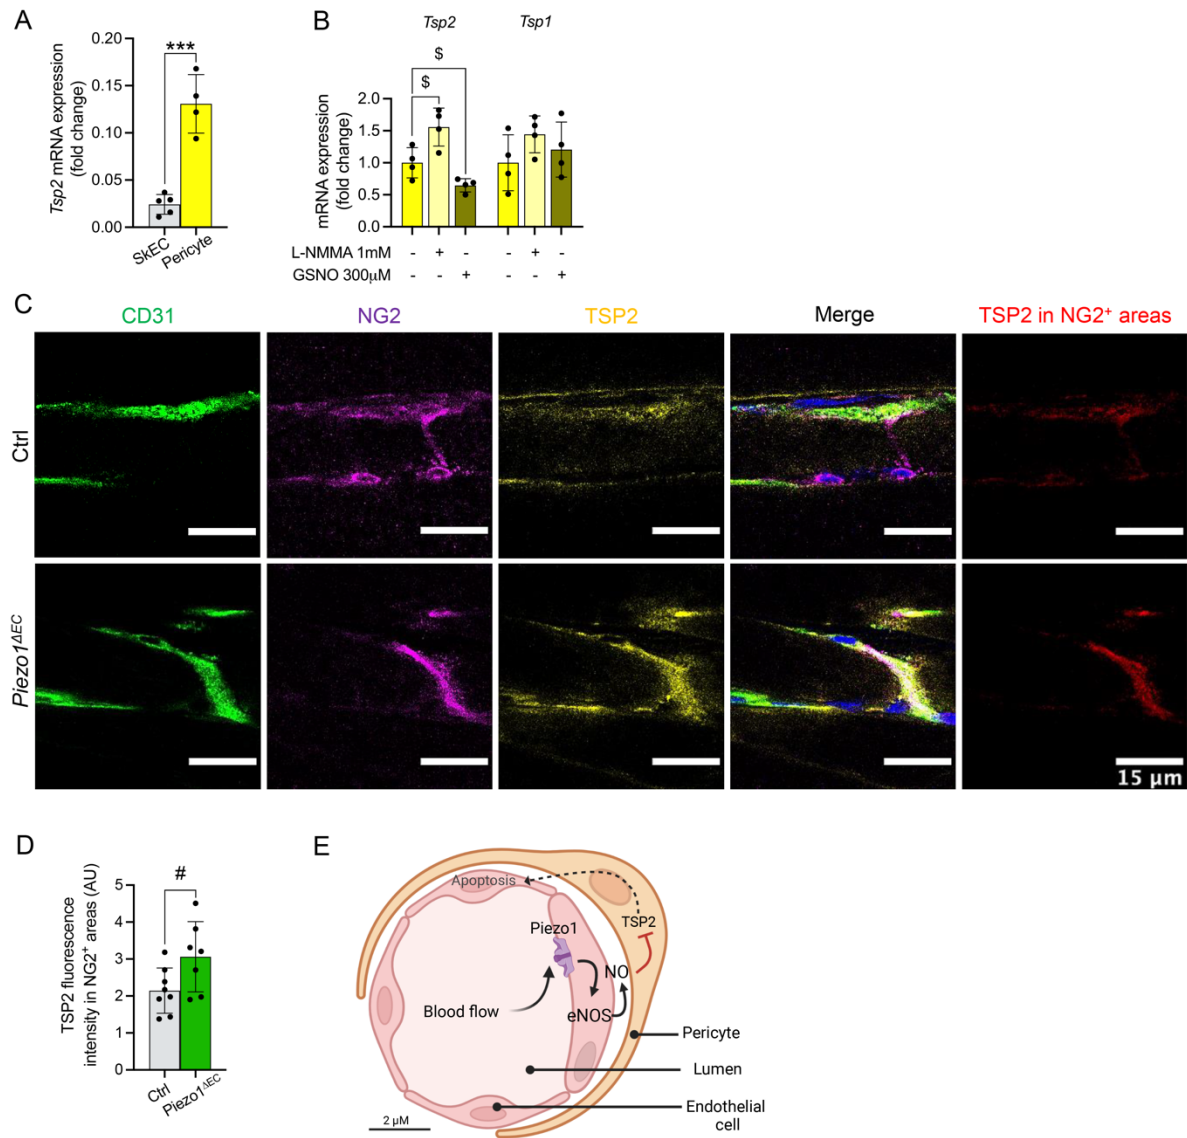 A
Tsp2 mRNA expression
(fold change)
0.20
0.15
0.10
0.05
0.00
***
SkEC
Pericyte
B
Tsp2
Tsp1
mRNA expression
(fold change)
2.0
1.5
1.0
0.5
0.0
$
$
L-NMMA 1mM
- + - - + -
GSNO 300μM
- - + - - +
C
CD31
NG2
TSP2
Merge
TSP2 in NG2⁺ areas
Ctrl
Piezo1ᐃEC
15 μm
D
TSP2 fluorescence
intensity in NG2⁺ areas (AU)
5
4
3
2
1
0
#
Ctrl
Piezo1ᐃEC
E
Apoptosis
TSP2
Piezo1
NO
Blood flow
eNOS
Pericyte
Lumen
Endothelial
cell
2 μM